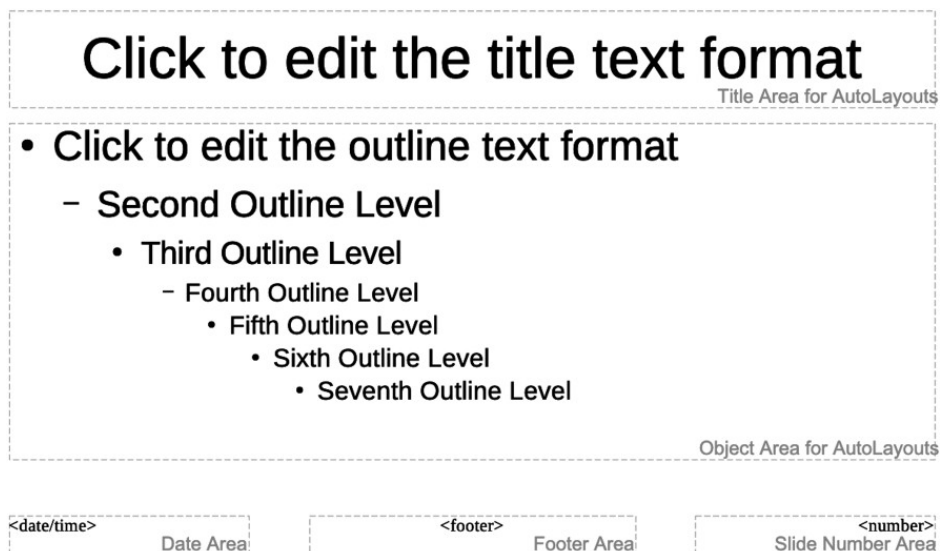 Click to edit the title text format
Title Area for AutoLayouts
• Click to edit the outline text format
– Second Outline Level
• Third Outline Level
– Fourth Outline Level
• Fifth Outline Level
• Sixth Outline Level
• Seventh Outline Level
Object Area for AutoLayouts
<date/time> <footer> <number>
Date Area Footer Area Slide Number Area